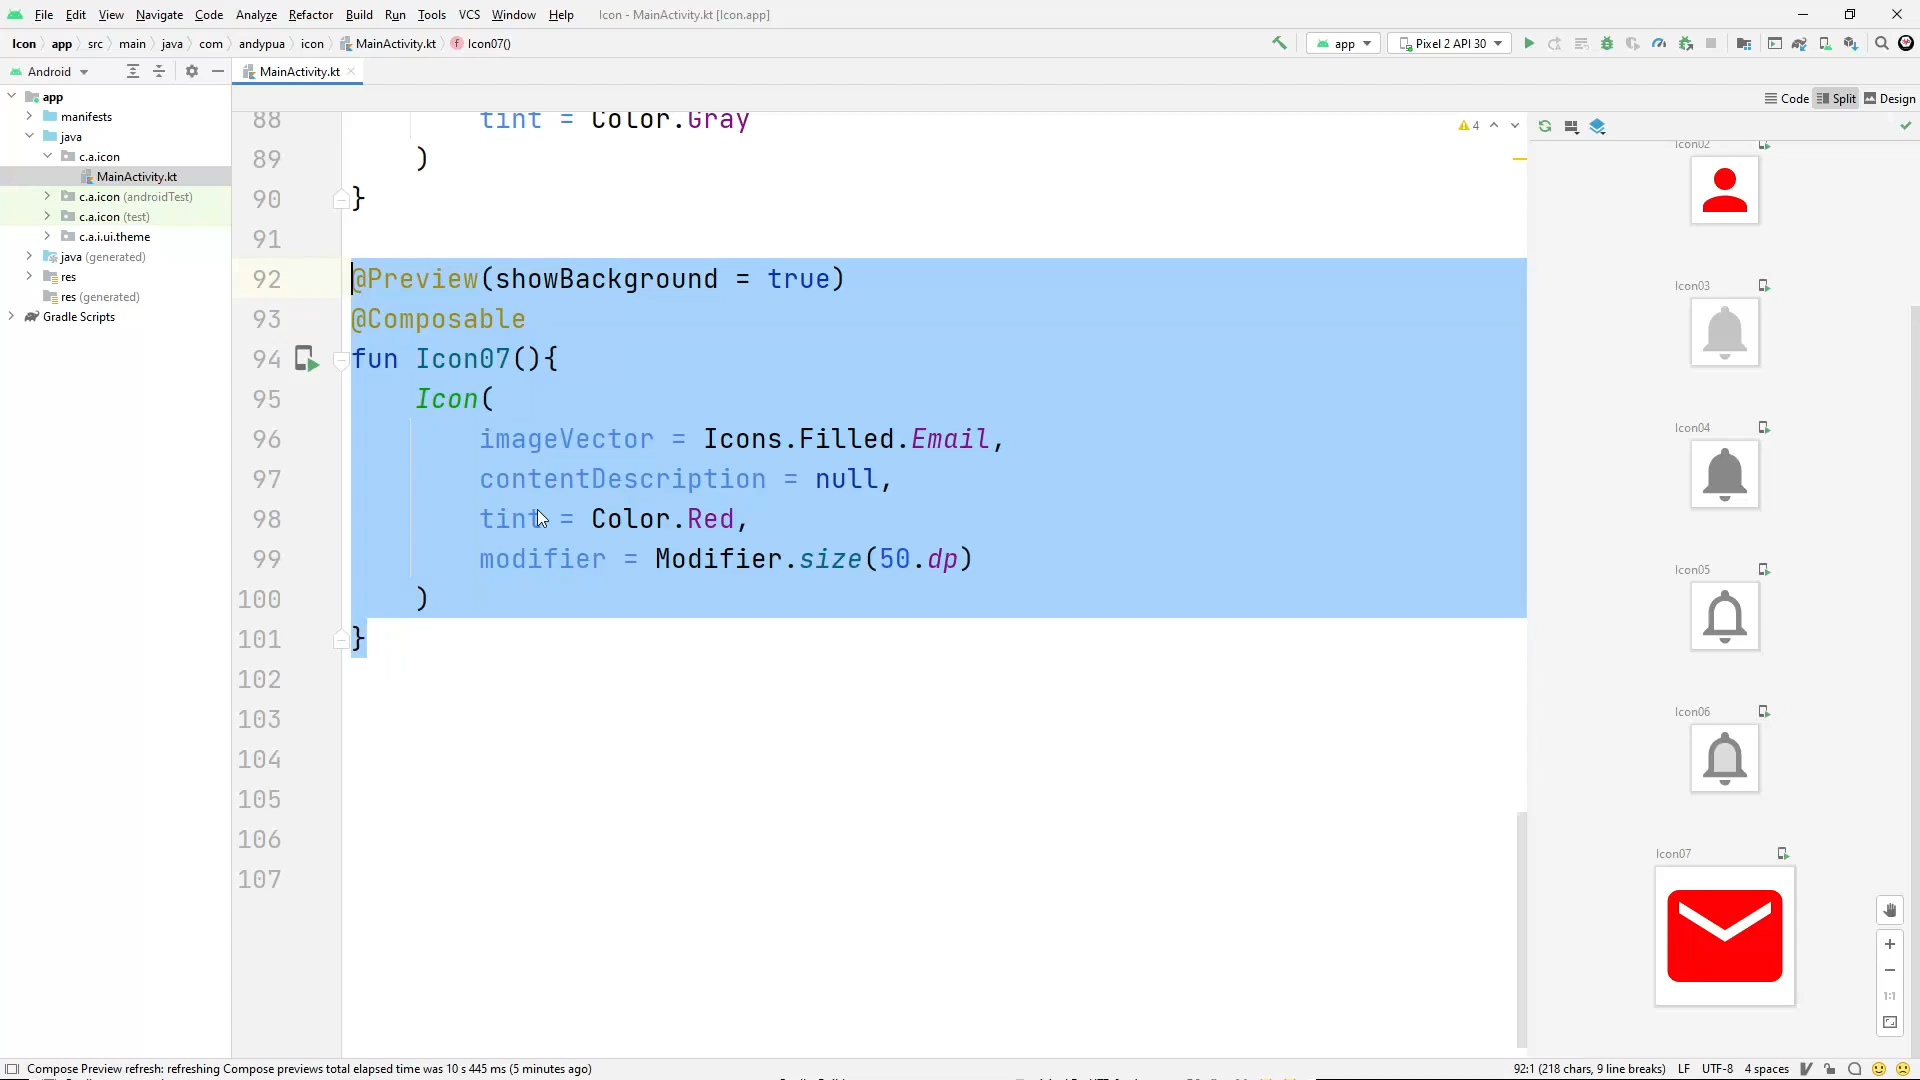 File Edit View Navigate Code Analyze Refactor Build Run Tools VCS Window Help Icon - MainActivity.kt [Icon.app]
Icon app src main java com andypua icon MainActivity.kt Icon07() app Pixel 2 API 30
Android MainActivity.kt
Code Split Design
app
manifests
java
c.a.icon
MainActivity.kt
c.a.icon (androidTest)
c.a.icon (test)
c.a.i.ui.theme
java (generated)
res
res (generated)
Gradle Scripts
4
88 tint = Color.Gray
89 )
90 }
91
92 @Preview(showBackground = true)
93 @Composable
94 fun Icon07(){
95 Icon(
96 imageVector = Icons.Filled.Email,
97 contentDescription = null,
98 tint = Color.Red,
99 modifier = Modifier.size(50.dp)
100 )
101 }
102
103
104
105
106
107
Icon02
Icon03
Icon04
Icon05
Icon06
Icon07
1:1
Compose Preview refresh: refreshing Compose previews total elapsed time was 10 s 445 ms (5 minutes ago) 92:1 (218 chars, 9 line breaks) LF UTF-8 4 spaces